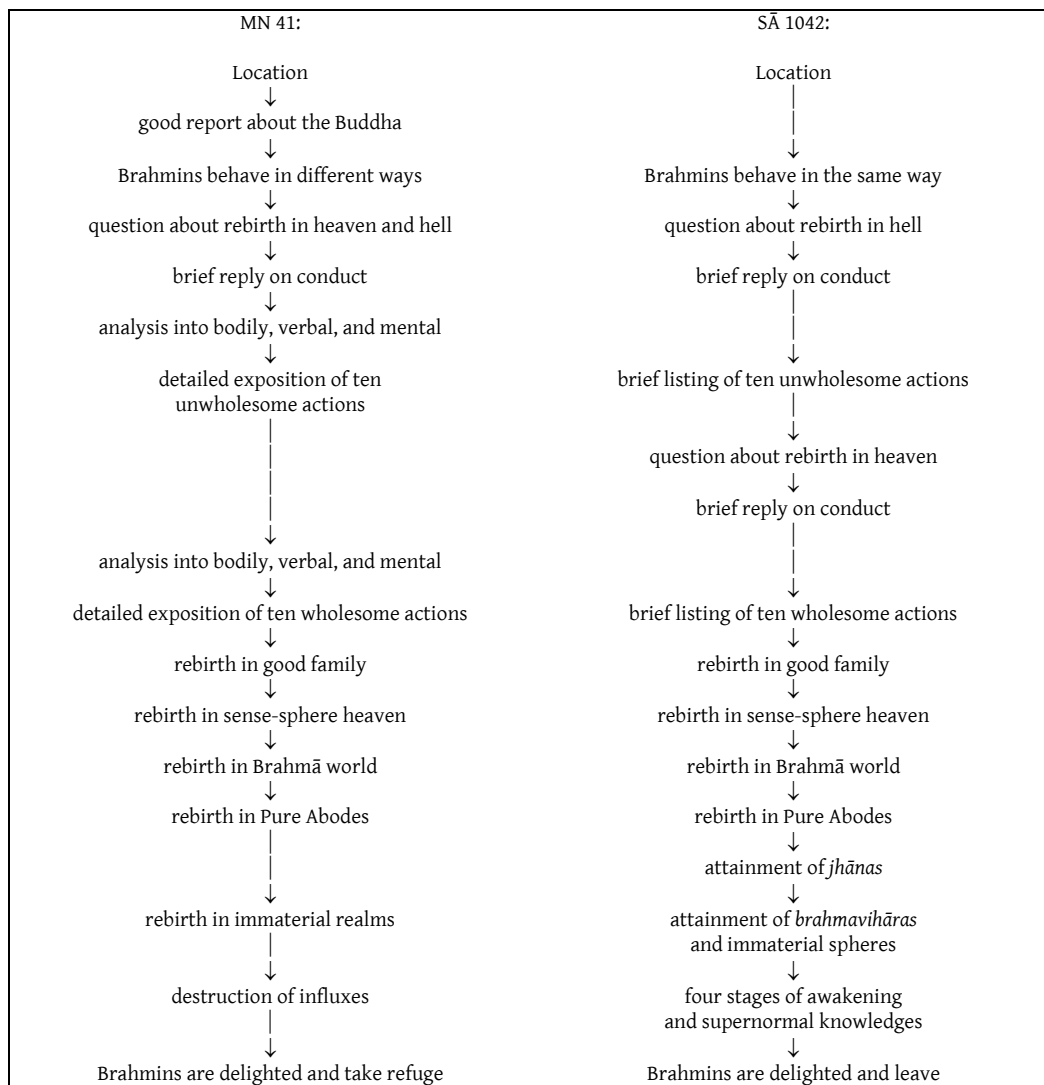 MN 41:
Location
↓
good report about the Buddha
↓
Brahmins behave in different ways
↓
question about rebirth in heaven and hell
↓
brief reply on conduct
↓
analysis into bodily, verbal, and mental
↓
detailed exposition of ten
unwholesome actions
|
|
|
|
↓
analysis into bodily, verbal, and mental
↓
detailed exposition of ten wholesome actions
↓
rebirth in good family
↓
rebirth in sense-sphere heaven
↓
rebirth in Brahmā world
↓
rebirth in Pure Abodes
|
|
↓
rebirth in immaterial realms
|
↓
destruction of influxes
|
↓
Brahmins are delighted and take refuge
SĀ 1042:
Location
|
|
|
↓
Brahmins behave in the same way
↓
question about rebirth in hell
↓
brief reply on conduct
|
|
↓
brief listing of ten unwholesome actions
|
↓
question about rebirth in heaven
↓
brief reply on conduct
|
|
↓
brief listing of ten wholesome actions
↓
rebirth in good family
↓
rebirth in sense-sphere heaven
↓
rebirth in Brahmā world
↓
rebirth in Pure Abodes
↓
attainment of jhānas
↓
attainment of brahmavihāras
and immaterial spheres
↓
four stages of awakening
and supernormal knowledges
↓
Brahmins are delighted and leave